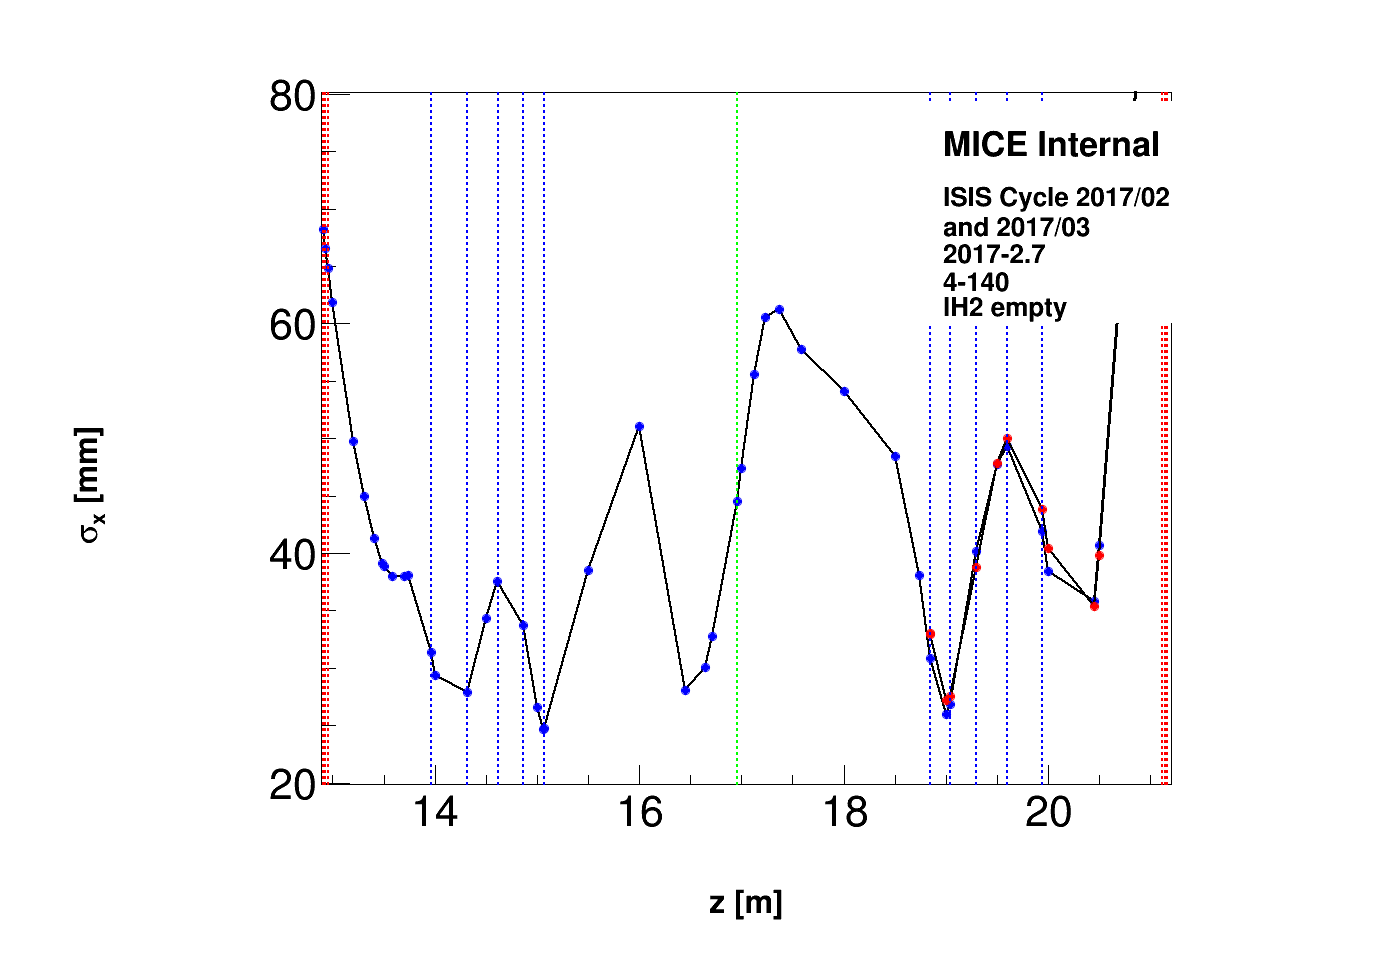 80
60
40
20
14
16
18
20
σx [mm]
z [m]
MICE Internal
ISIS Cycle 2017/02
and 2017/03
2017-2.7
4-140
lH2 empty